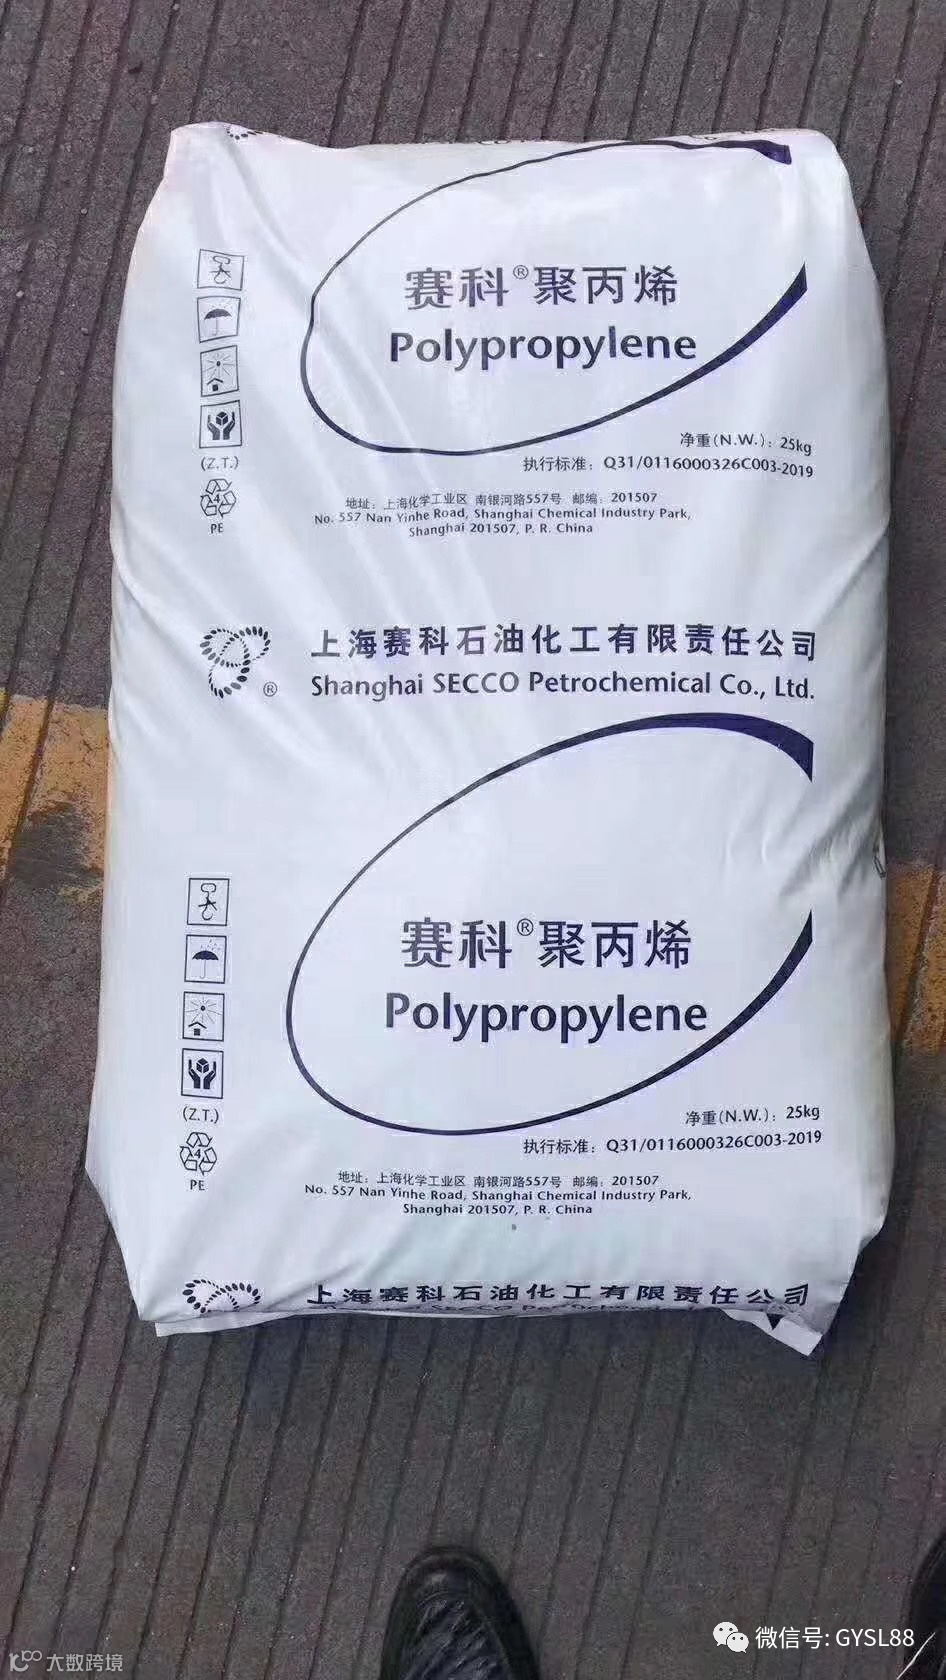 赛科®聚丙烯
Polypropylene
净重(N.W.): 25kg
执行标准: Q31/0116000326C003-2019
(Z.T.)
4
PE
地址: 上海化学工业区 南银河路557号 邮编: 201507
No. 557 Nan Yinhe Road, Shanghai Chemical Industry Park,
Shanghai 201507, P. R. China
上海赛科石油化工有限责任公司
® Shanghai SECCO Petrochemical Co., Ltd.
赛科®聚丙烯
Polypropylene
净重(N.W.): 25kg
(Z.T.)
执行标准: Q31/0116000326C003-2019
4
PE
地址: 上海化学工业区 南银河路557号 邮编: 201507
No. 557 Nan Yinhe Road, Shanghai Chemical Industry Park,
Shanghai 201507, P. R. China
上海赛科石油化工有限责任公司
SECCO
微信号: GYSL88
大数跨境